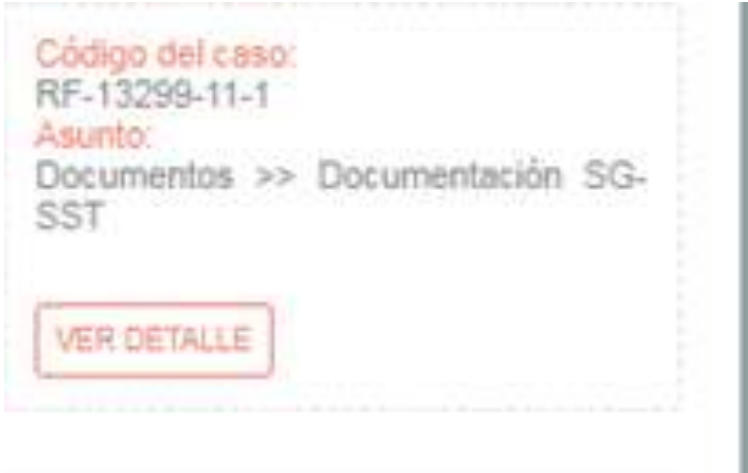 Código del caso:
RF-13299-11-1
Asunto:
Documentos >> Documentación SG-
SST
VER DETALLE